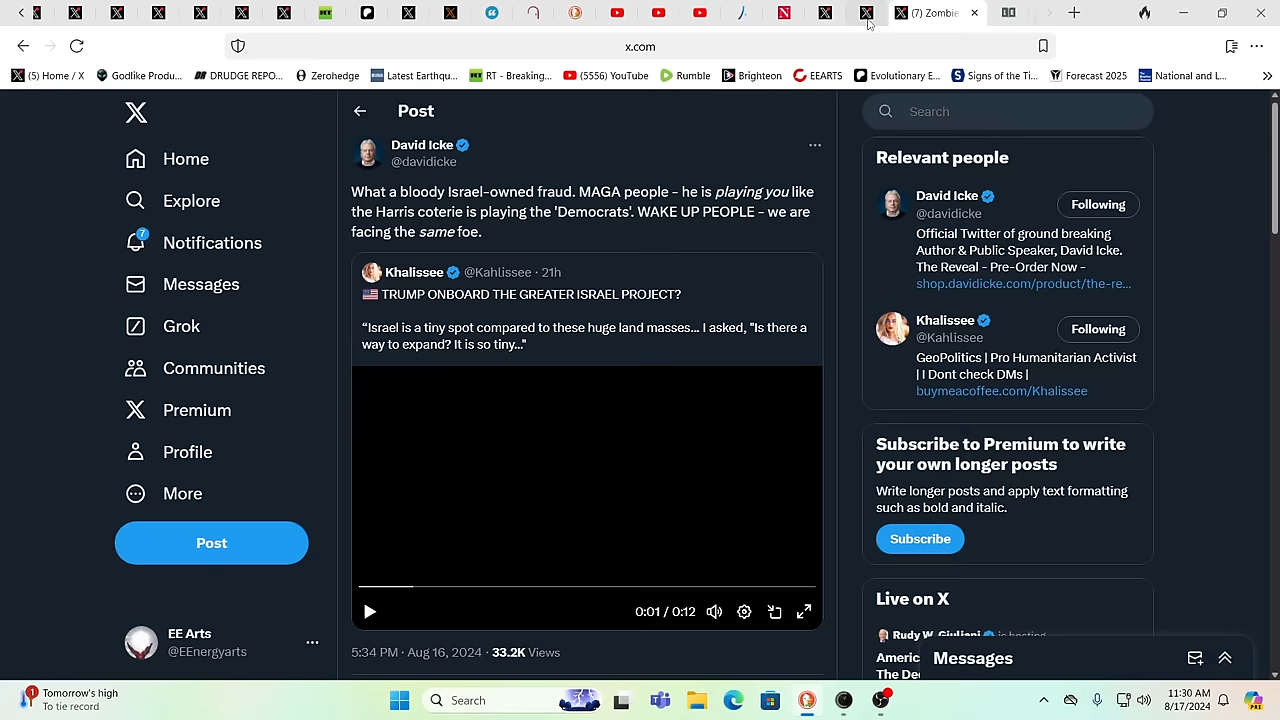 (7) Zombie
x.com
(5) Home / X
Godlike Produ...
DRUDGE REPO...
Zerohedge
Latest Earthqu...
RT - Breaking...
(5556) YouTube
Rumble
Brighteon
EEARTS
Evolutionary E...
Signs of the Ti...
Forecast 2025
National and L...
Post
David Icke
@davidicke
What a bloody Israel-owned fraud. MAGA people - he is playing you like
the Harris coterie is playing the 'Democrats'. WAKE UP PEOPLE - we are
facing the same foe.
Khalissee @Kahlissee · 21h
TRUMP ONBOARD THE GREATER ISRAEL PROJECT?
“Israel is a tiny spot compared to these huge land masses... I asked, "Is there a
way to expand? It is so tiny..."
0:01 / 0:12
5:34 PM · Aug 16, 2024 · 33.2K Views
Home
Explore
7
Notifications
Messages
Grok
Communities
Premium
Profile
More
Post
EE Arts
@EEnergyarts
Search
Relevant people
David Icke
@davidicke
Following
Official Twitter of ground breaking
Author & Public Speaker, David Icke.
The Reveal - Pre-Order Now -
shop.davidicke.com/product/the-re...
Khalissee
@Kahlissee
Following
GeoPolitics | Pro Humanitarian Activist
| I Dont check DMs |
buymeacoffee.com/Khalissee
Subscribe to Premium to write
your own longer posts
Write longer posts and apply text formatting
such as bold and italic.
Subscribe
Live on X
Rudy W. Giuliani is hosting
Americ
The De
Messages
1
Tomorrow's high
To tie record
Search
11:30 AM
8/17/2024
PRE